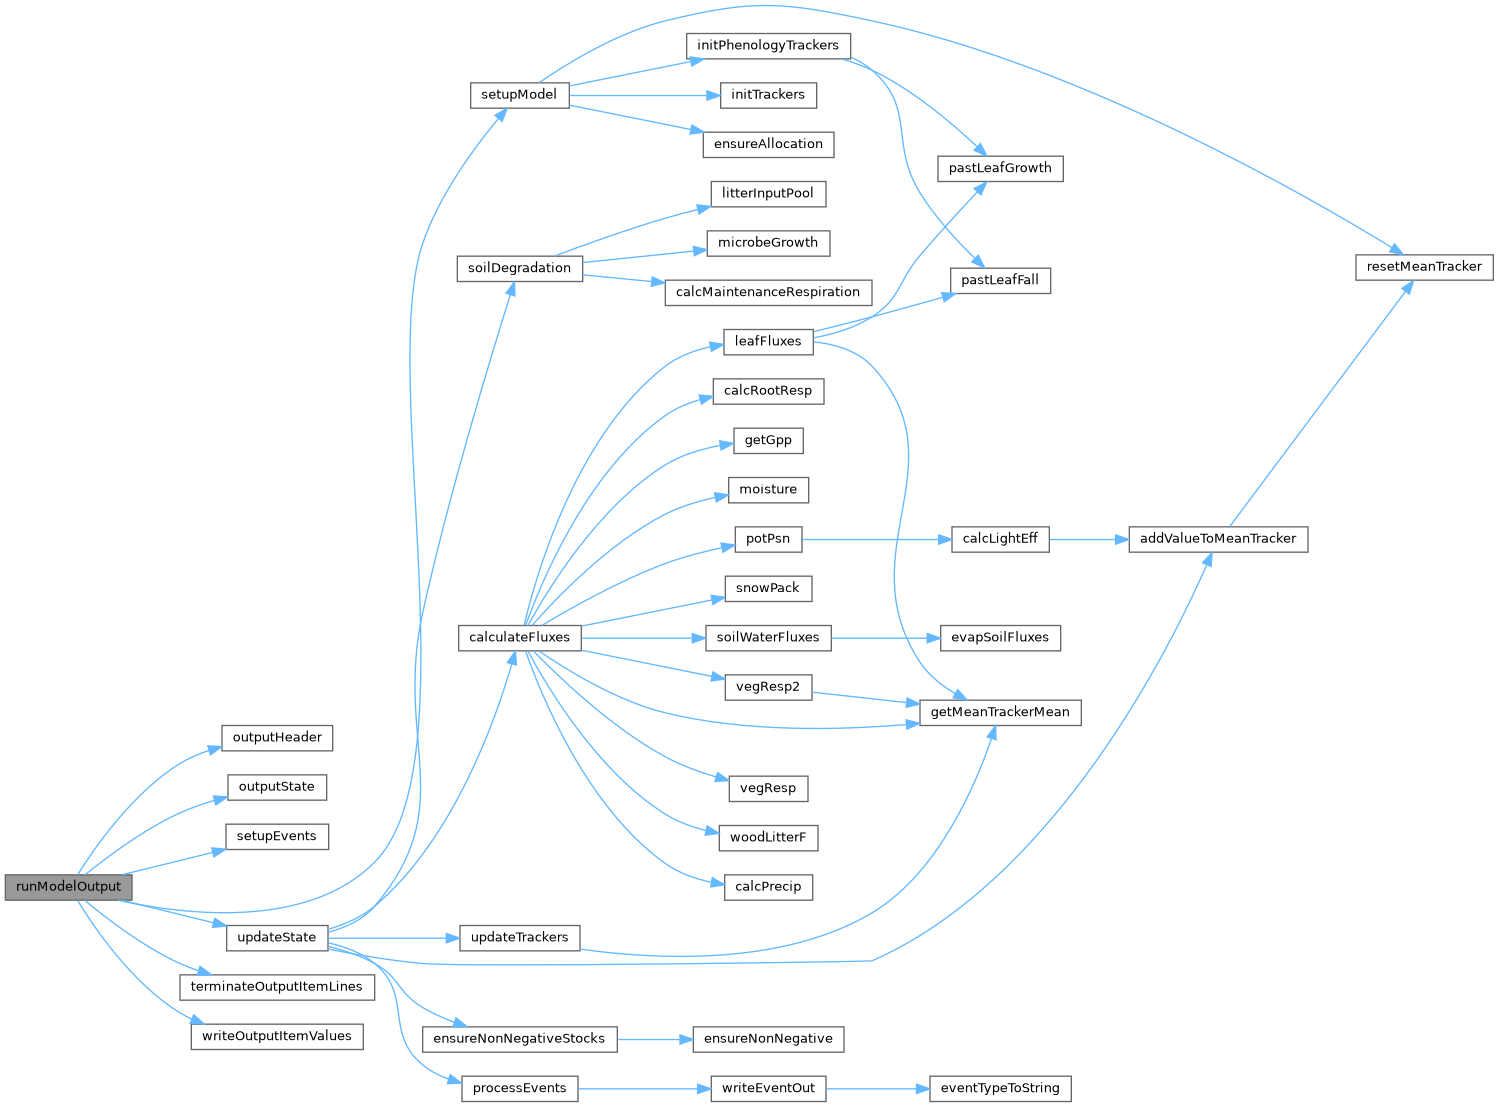 initPhenologyTrackers
setupModel
initTrackers
ensureAllocation
pastLeafGrowth
litterInputPool
microbeGrowth
soilDegradation
resetMeanTracker
pastLeafFall
calcMaintenanceRespiration
leafFluxes
calcRootResp
getGpp
moisture
potPsn
calcLightEff
addValueToMeanTracker
snowPack
calculateFluxes
soilWaterFluxes
evapSoilFluxes
vegResp2
getMeanTrackerMean
outputHeader
outputState
vegResp
setupEvents
woodLitterF
runModelOutput
calcPrecip
updateState
updateTrackers
terminateOutputItemLines
writeOutputItemValues
ensureNonNegativeStocks
ensureNonNegative
processEvents
writeEventOut
eventTypeToString